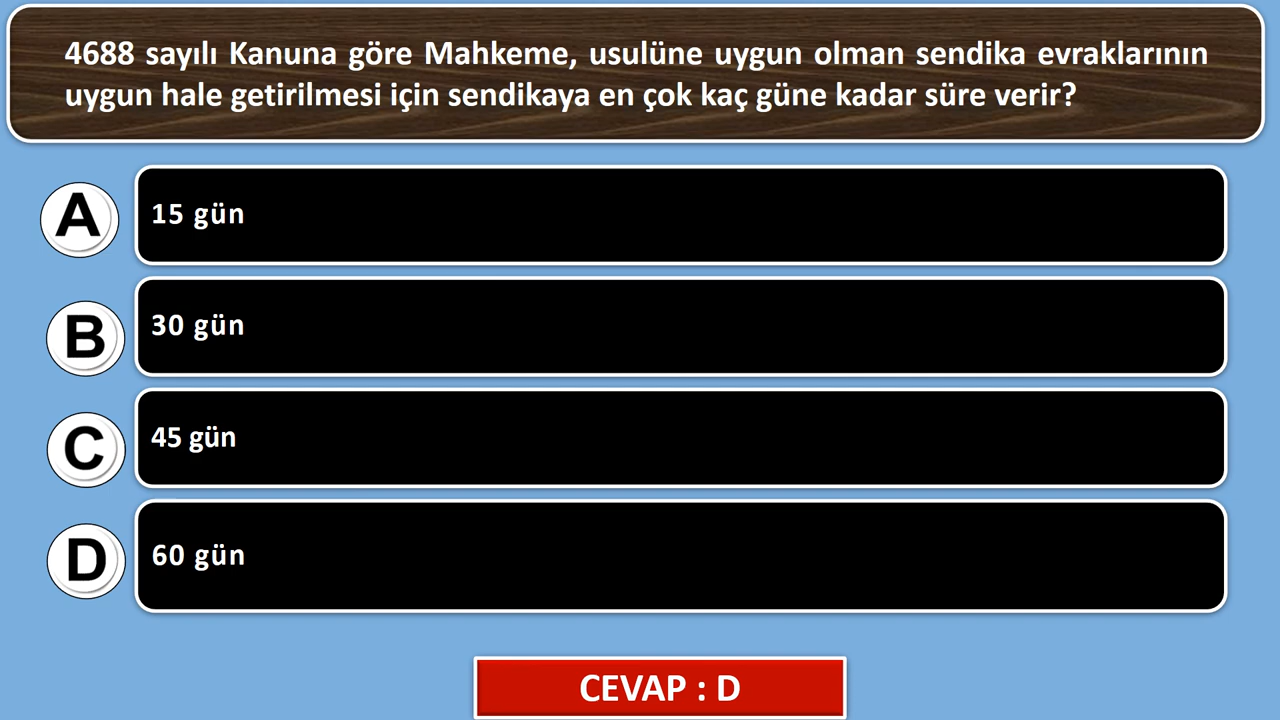 4688 sayılı Kanuna göre Mahkeme, usulüne uygun olman sendika evraklarının
uygun hale getirilmesi için sendikaya en çok kaç güne kadar süre verir?
A 15 gün
B 30 gün
C 45 gün
D 60 gün
CEVAP : D